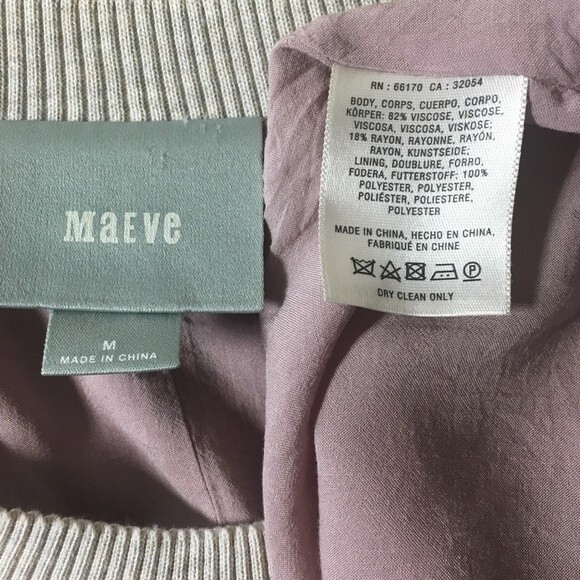 MaEve
M
MADE IN CHINA
RN : 66170 CA : 32054
BODY, CORPS, CUERPO, CORPO,
KÖRPER: 82% VISCOSE, VISCOSE,
VISCOSA, VISCOSA, VISKOSE;
18% RAYON, RAYONNE, RAYÓN,
RAYON, KUNSTSEIDE;
LINING, DOUBLURE, FORRO,
FODERA, FUTTERSTOFF: 100%
POLYESTER, POLYESTER,
POLIÉSTER, POLIESTERE,
POLYESTER
MADE IN CHINA, HECHO EN CHINA,
FABRIQUÉ EN CHINE
P
DRY CLEAN ONLY